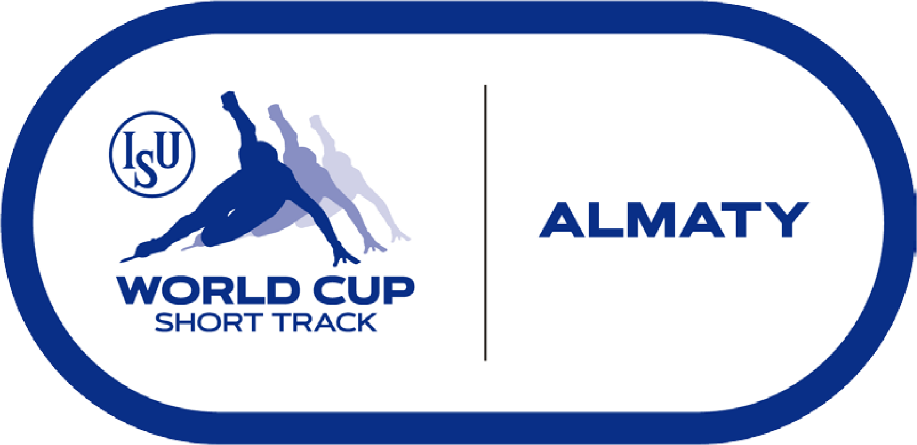 ISU
WORLD CUP
SHORT TRACK
ALMATY